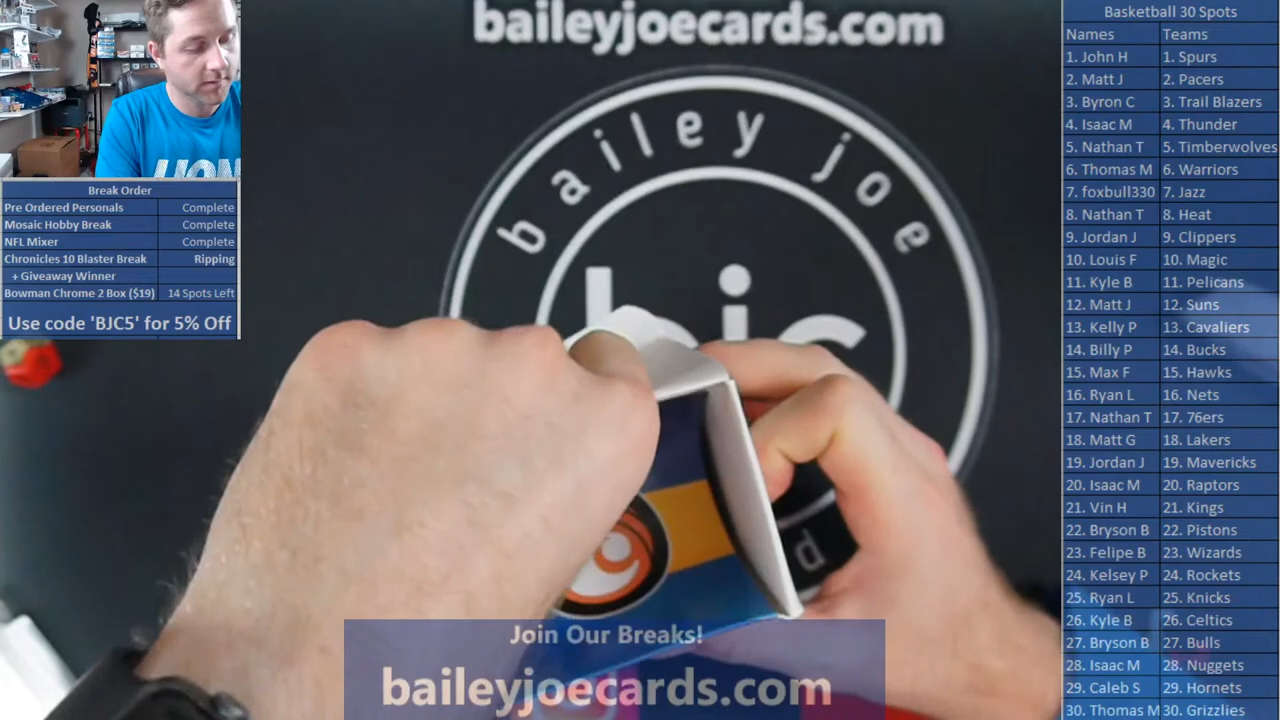 baileyjoecards.com
bailey joe
bjc
d
LION
Break Order
Pre Ordered Personals Complete
Mosaic Hobby Break Complete
NFL Mixer Complete
Chronicles 10 Blaster Break Ripping
+ Giveaway Winner
Bowman Chrome 2 Box ($19) 14 Spots Left
Use code 'BJC5' for 5% Off
Join Our Breaks!
baileyjoecards.com
Basketball 30 Spots
Names Teams
1. John H 1. Spurs
2. Matt J 2. Pacers
3. Byron C 3. Trail Blazers
4. Isaac M 4. Thunder
5. Nathan T 5. Timberwolves
6. Thomas M 6. Warriors
7. foxbull330 7. Jazz
8. Nathan T 8. Heat
9. Jordan J 9. Clippers
10. Louis F 10. Magic
11. Kyle B 11. Pelicans
12. Matt J 12. Suns
13. Kelly P 13. Cavaliers
14. Billy P 14. Bucks
15. Max F 15. Hawks
16. Ryan L 16. Nets
17. Nathan T 17. 76ers
18. Matt G 18. Lakers
19. Jordan J 19. Mavericks
20. Isaac M 20. Raptors
21. Vin H 21. Kings
22. Bryson B 22. Pistons
23. Felipe B 23. Wizards
24. Kelsey P 24. Rockets
25. Ryan L 25. Knicks
26. Kyle B 26. Celtics
27. Bryson B 27. Bulls
28. Isaac M 28. Nuggets
29. Caleb S 29. Hornets
30. Thomas M 30. Grizzlies